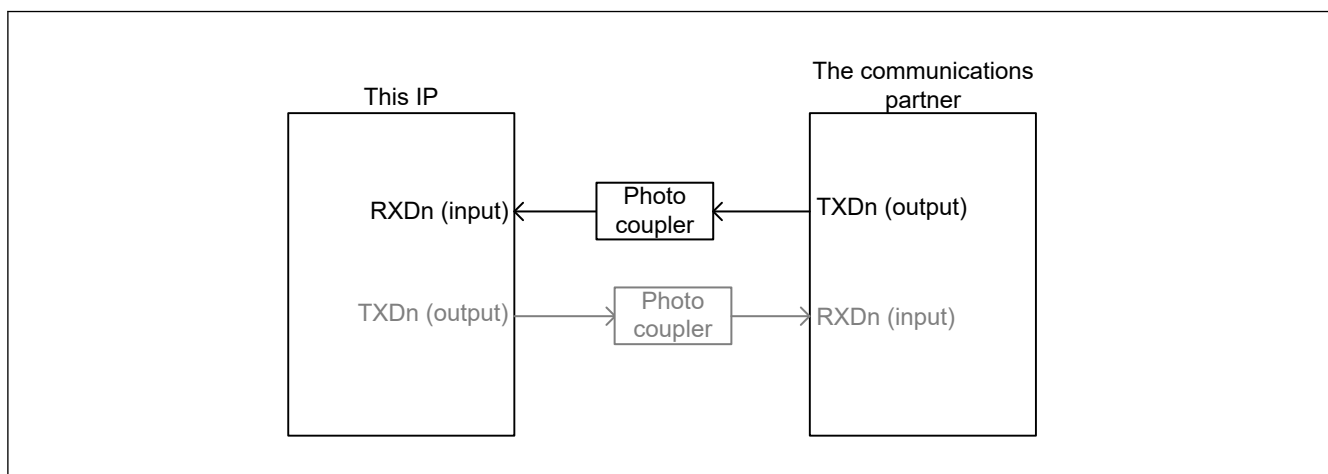 The communications
partner
This IP
RXDn (input)
Photo
coupler
TXDn (output)
TXDn (output)
Photo
coupler
RXDn (input)